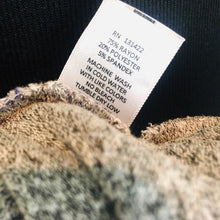 RN 131422
75% RAYON
20% POLYESTER
5% SPANDEX
MACHINE WASH
IN COLD WATER
WITH LIKE COLORS
NO BLEACH
TUMBLE DRY LOW